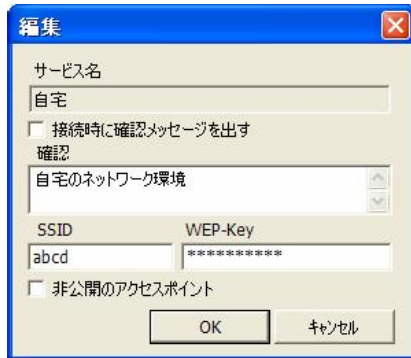 編集
サービス名
自宅
接続時に確認メッセージを出す
確認
自宅のネットワーク環境
SSID WEP-Key
abcd **********
非公開のアクセスポイント
OK キャンセル